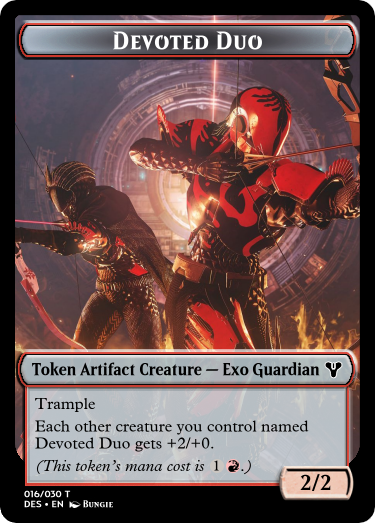 Devoted Duo
Token Artifact Creature — Exo Guardian
Trample
Each other creature you control named
Devoted Duo gets +2/+0.
(This token's mana cost is 1 .)
2/2
016/030 T
DES • EN Bungie